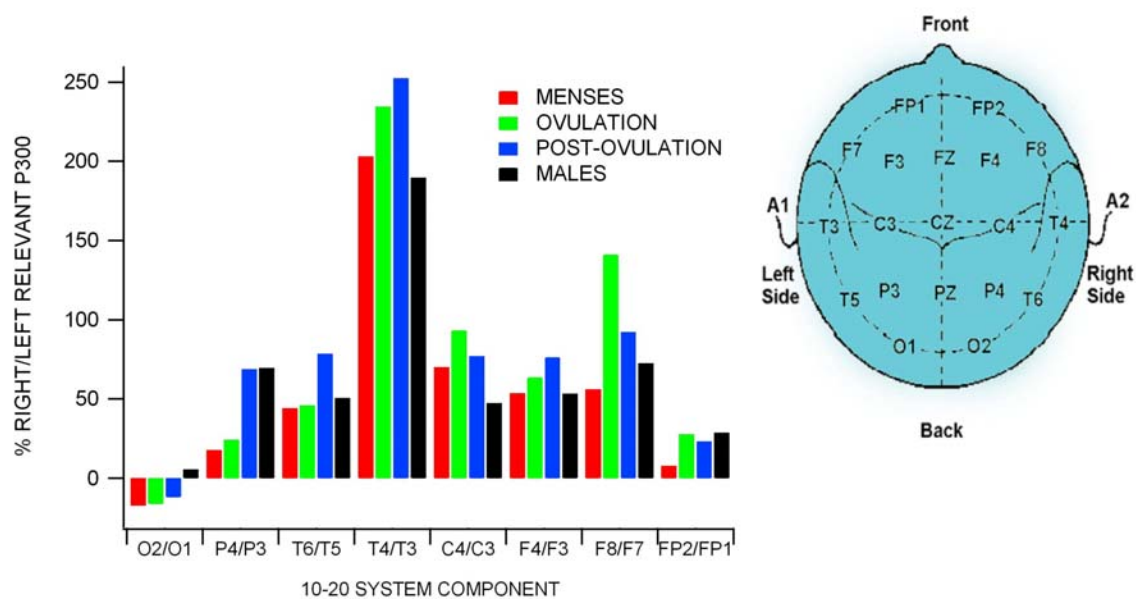 % RIGHT/LEFT RELEVANT P300
250
200
150
100
50
0
MENSES
OVULATION
POST-OVULATION
MALES
O2/O1 P4/P3 T6/T5 T4/T3 C4/C3 F4/F3 F8/F7 FP2/FP1
10-20 SYSTEM COMPONENT
Front
FP1 FP2
F7 F3 FZ F4 F8
A1 A2
T3 C3 CZ C4 T4
Left
Side
Right
Side
T5 P3 PZ P4 T6
O1 O2
Back